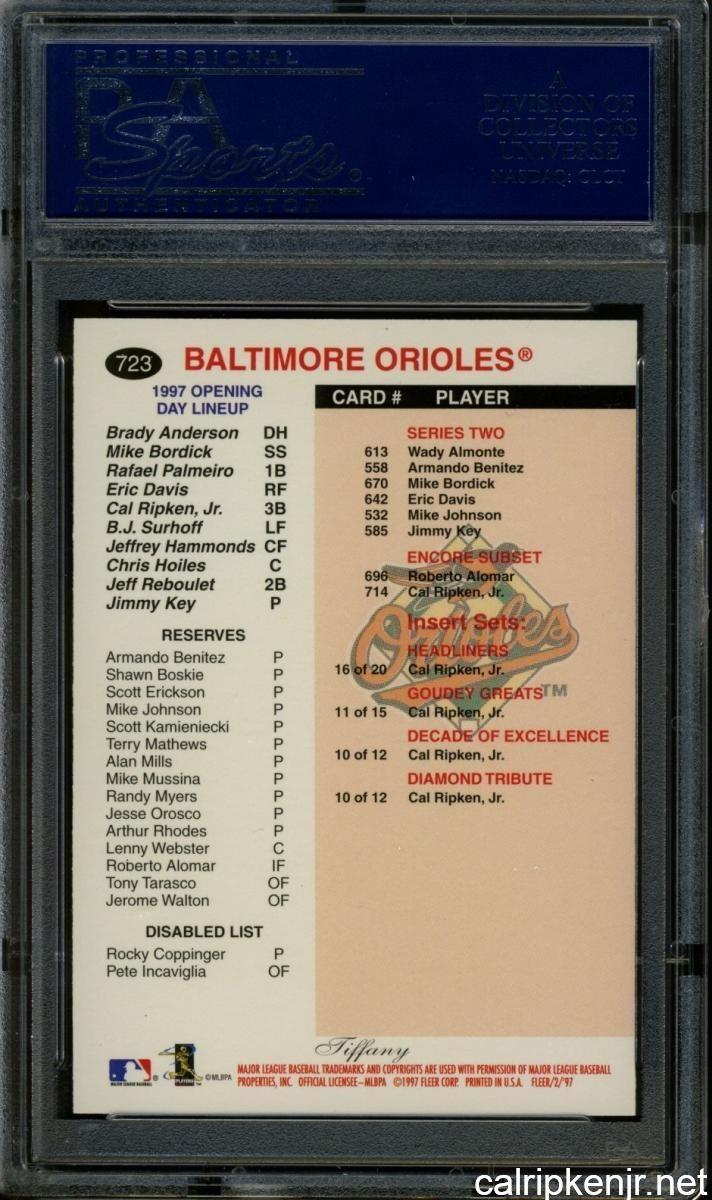 PROFESSIONAL
PSA
Sports.
AUTHENTICATOR
A
DIVISION OF
COLLECTORS
UNIVERSE
NASDAQ: CLCT
723 BALTIMORE ORIOLES®
1997 OPENING
DAY LINEUP
Brady Anderson DH
Mike Bordick SS
Rafael Palmeiro 1B
Eric Davis RF
Cal Ripken, Jr. 3B
B.J. Surhoff LF
Jeffrey Hammonds CF
Chris Hoiles C
Jeff Reboulet 2B
Jimmy Key P
RESERVES
Armando Benitez P
Shawn Boskie P
Scott Erickson P
Mike Johnson P
Scott Kamieniecki P
Terry Mathews P
Alan Mills P
Mike Mussina P
Randy Myers P
Jesse Orosco P
Arthur Rhodes P
Lenny Webster C
Roberto Alomar IF
Tony Tarasco OF
Jerome Walton OF
DISABLED LIST
Rocky Coppinger P
Pete Incaviglia OF
CARD # PLAYER
SERIES TWO
613 Wady Almonte
558 Armando Benitez
670 Mike Bordick
642 Eric Davis
532 Mike Johnson
585 Jimmy Key
ENCORE SUBSET
696 Roberto Alomar
714 Cal Ripken, Jr.
Insert Sets:
HEADLINERS
16 of 20 Cal Ripken, Jr.
GOUDEY GREATS
11 of 15 Cal Ripken, Jr.
DECADE OF EXCELLENCE
10 of 12 Cal Ripken, Jr.
DIAMOND TRIBUTE
10 of 12 Cal Ripken, Jr.
Orioles TM
Tiffany
©MLBPA
MAJOR LEAGUE BASEBALL TRADEMARKS AND COPYRIGHTS ARE USED WITH PERMISSION OF MAJOR LEAGUE BASEBALL
PROPERTIES, INC. OFFICIAL LICENSEE–MLBPA ©1997 FLEER CORP. PRINTED IN U.S.A. FLEER/2/'97
calripkenjr.net